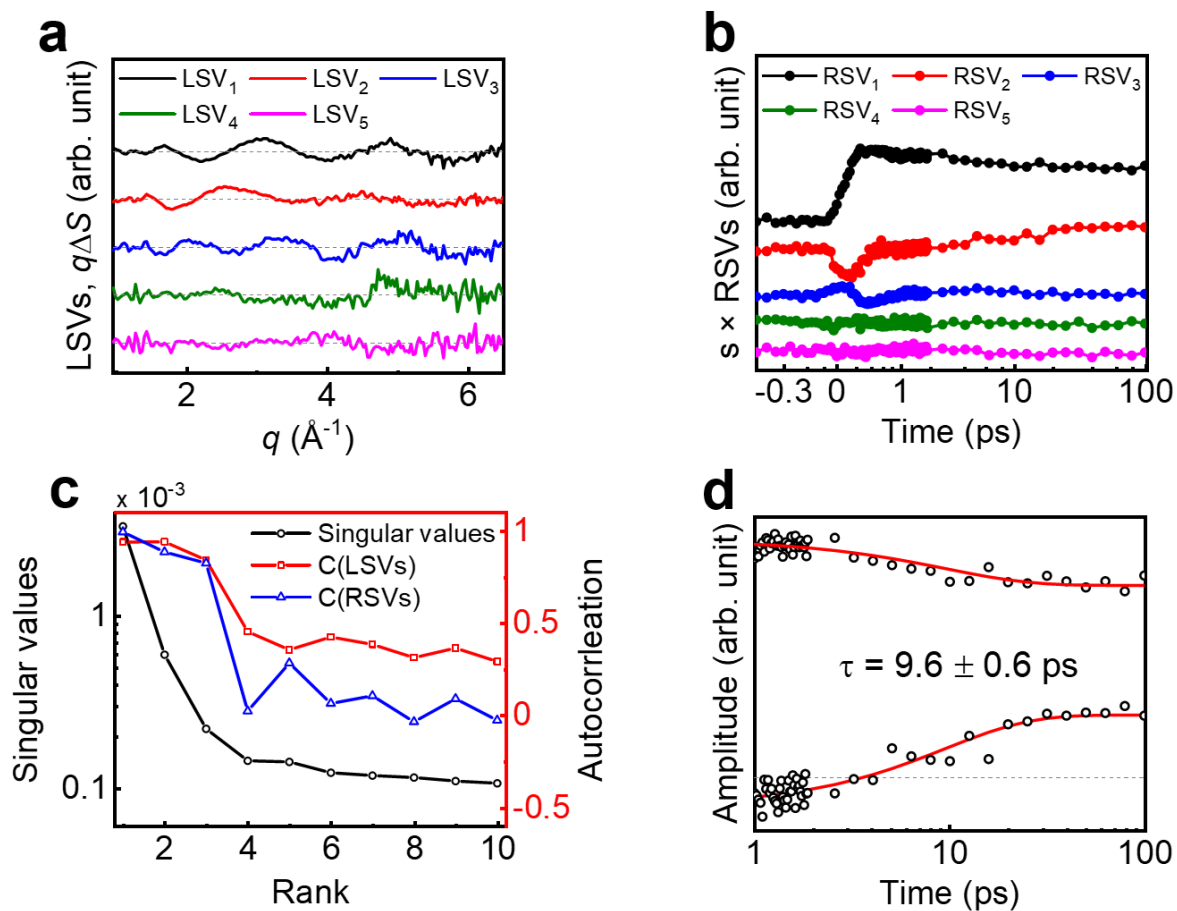 a
LSV₁ LSV₂ LSV₃
LSV₄ LSV₅
LSVs, qΔS (arb. unit)
2 4 6
q (Å⁻¹)
b
RSV₁ RSV₂ RSV₃
RSV₄ RSV₅
s × RSVs (arb. unit)
-0.3 0 1 10 100
Time (ps)
c
× 10⁻³
Singular values
C(LSVs)
C(RSVs)
Singular values
1
0.1
1
0.5
0
-0.5
Autocorrleation
2 4 6 8 10
Rank
d
Amplitude (arb. unit)
τ = 9.6 ± 0.6 ps
1 10 100
Time (ps)